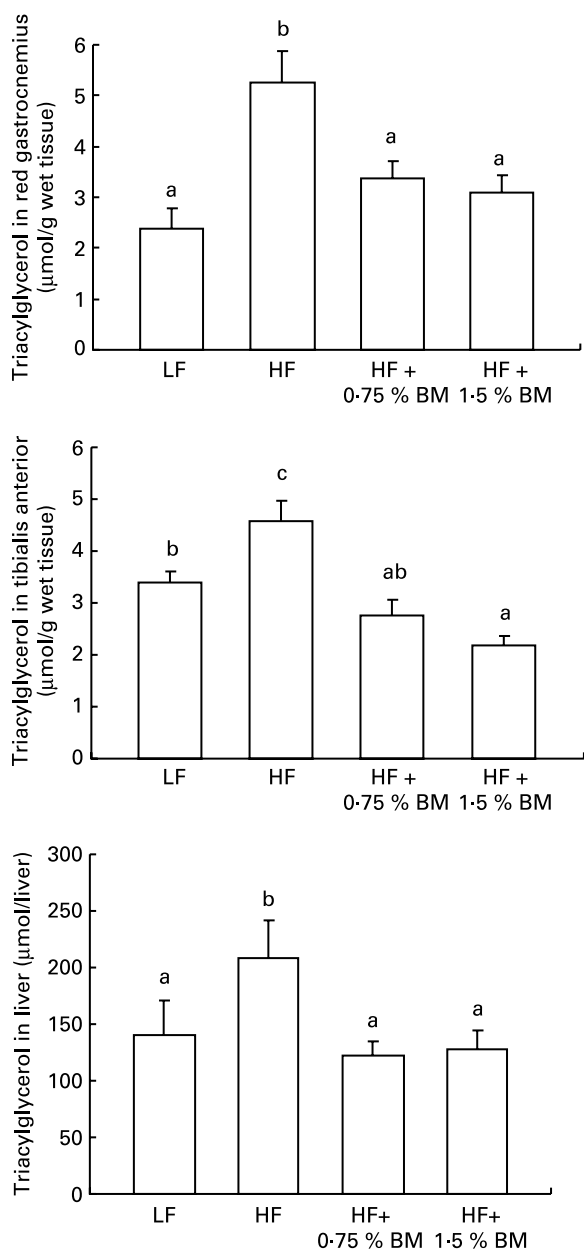 Triacylglycerol in red gastrocnemius
(μmol/g wet tissue)
6
5
4
3
2
1
0
a
b
a
a
LF
HF
HF +
0·75 % BM
HF +
1·5 % BM
Triacylglycerol in tibialis anterior
(μmol/g wet tissue)
6
5
4
3
2
1
0
b
c
ab
a
LF
HF
HF +
0·75 % BM
HF +
1·5 % BM
Triacylglycerol in liver (μmol/liver)
300
250
200
150
100
50
0
a
b
a
a
LF
HF
HF+
0·75 % BM
HF+
1·5 % BM